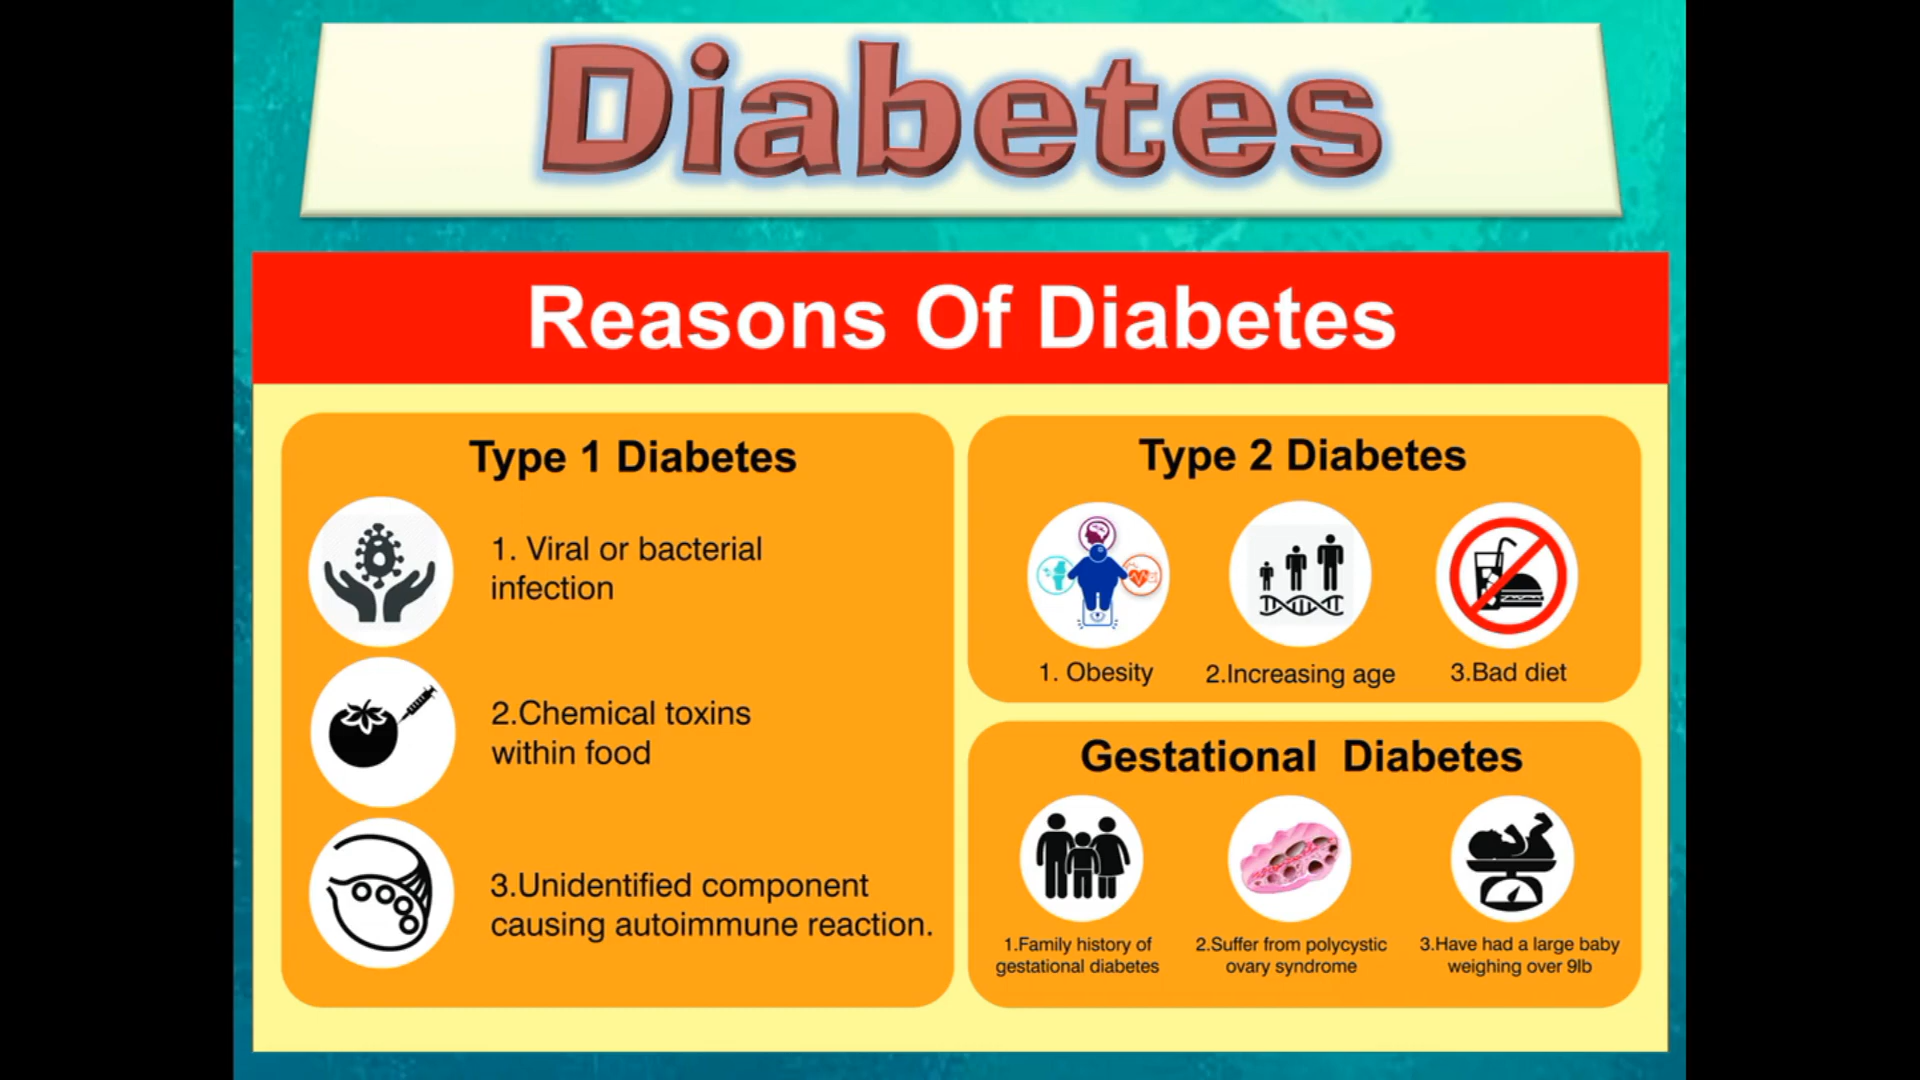 Diabetes
Reasons Of Diabetes
Type 1 Diabetes
1. Viral or bacterial
infection
2.Chemical toxins
within food
3.Unidentified component
causing autoimmune reaction.
Type 2 Diabetes
1. Obesity
2.Increasing age
3.Bad diet
Gestational Diabetes
1.Family history of
gestational diabetes
2.Suffer from polycystic
ovary syndrome
3.Have had a large baby
weighing over 9lb